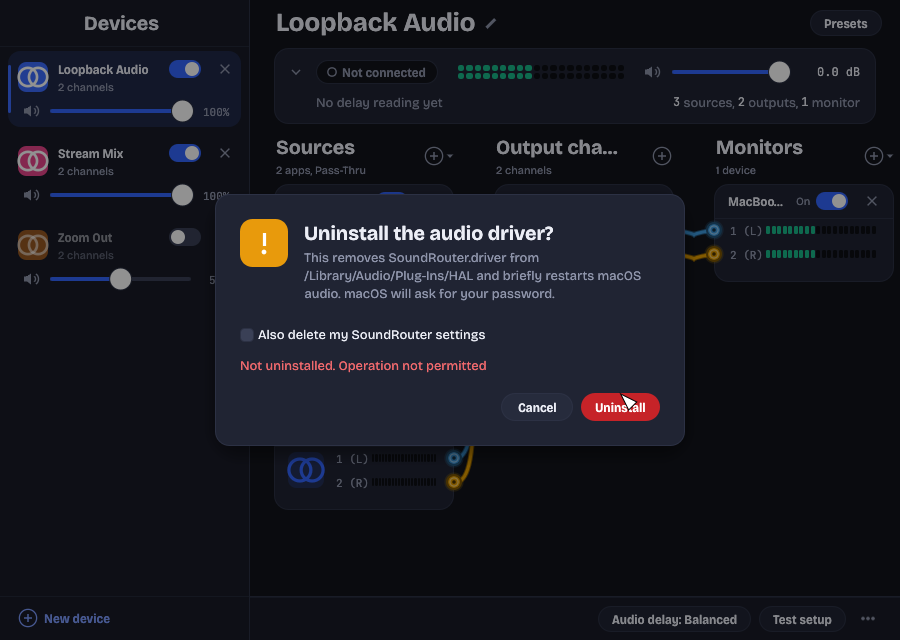 Devices
Loopback Audio
2 channels
100%
Stream Mix
2 channels
100%
Zoom Out
2 channels
New device
Loopback Audio
Presets
Not connected
0.0 dB
No delay reading yet
3 sources, 2 outputs, 1 monitor
Sources
2 apps, Pass-Thru
Output cha...
2 channels
Monitors
1 device
MacBoo...
On
1 (L)
2 (R)
Uninstall the audio driver?
This removes SoundRouter.driver from
/Library/Audio/Plug-Ins/HAL and briefly restarts macOS
audio. macOS will ask for your password.
Also delete my SoundRouter settings
Not uninstalled. Operation not permitted
Cancel
Uninstall
1 (L)
2 (R)
Audio delay: Balanced
Test setup